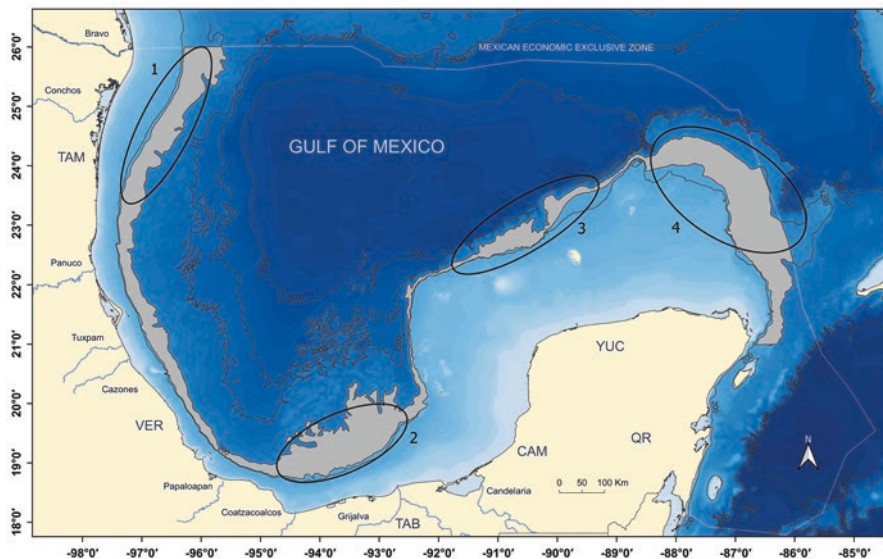 26°0'
25°0'
24°0'
23°0'
22°0'
21°0'
20°0'
19°0'
18°0'
Bravo
Conchos
TAM
Panuco
Tuxpam
Cazones
VER
Papaloapan
Coatzacoalcos
Grijalva
TAB
Candelaria
CAM
YUC
QR
MEXICAN ECONOMIC EXCLUSIVE ZONE
GULF OF MEXICO
1
2
3
4
N
0 50 100 Km
-98°0' -97°0' -96°0' -95°0' -94°0' -93°0' -92°0' -91°0' -90°0' -89°0' -88°0' -87°0' -86°0' -85°0'